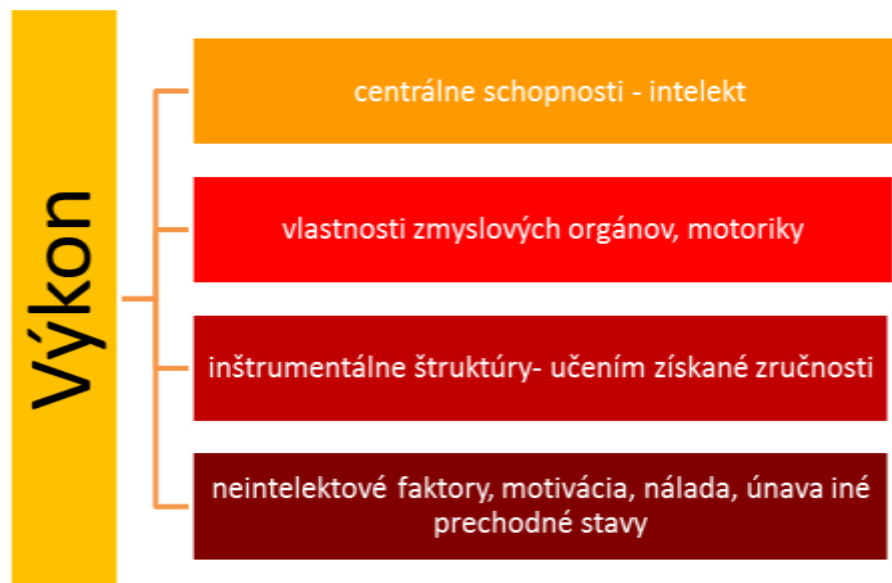 Výkon
centrálne schopnosti - intelekt
vlastnosti zmyslových orgánov, motoriky
inštrumentálne štruktúry- učením získané zručnosti
neintelektové faktory, motivácia, nálada, únava iné
prechodné stavy